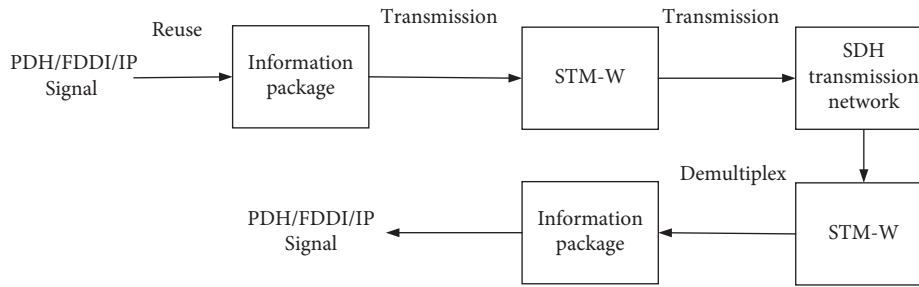 Reuse
Transmission
Transmission
PDH/FDDI/IP
Signal
Information
package
STM-W
SDH
transmission
network
Demultiplex
PDH/FDDI/IP
Signal
Information
package
STM-W